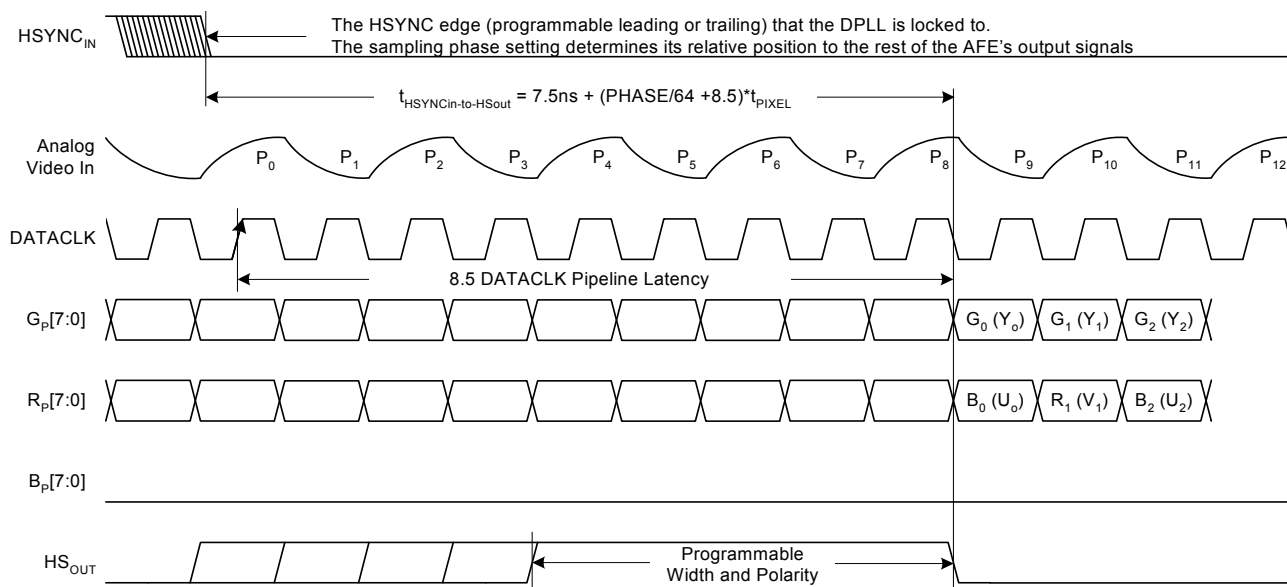 HSYNC_IN
The HSYNC edge (programmable leading or trailing) that the DPLL is locked to.
The sampling phase setting determines its relative position to the rest of the AFE's output signals
t_HSYNCin-to-HSout = 7.5ns + (PHASE/64 +8.5)*t_PIXEL
Analog
Video In
P_0 P_1 P_2 P_3 P_4 P_5 P_6 P_7 P_8 P_9 P_10 P_11 P_12
DATACLK
8.5 DATACLK Pipeline Latency
G_P[7:0]
G_0 (Y_o) G_1 (Y_1) G_2 (Y_2)
R_P[7:0]
B_0 (U_o) R_1 (V_1) B_2 (U_2)
B_P[7:0]
HS_OUT
Programmable
Width and Polarity